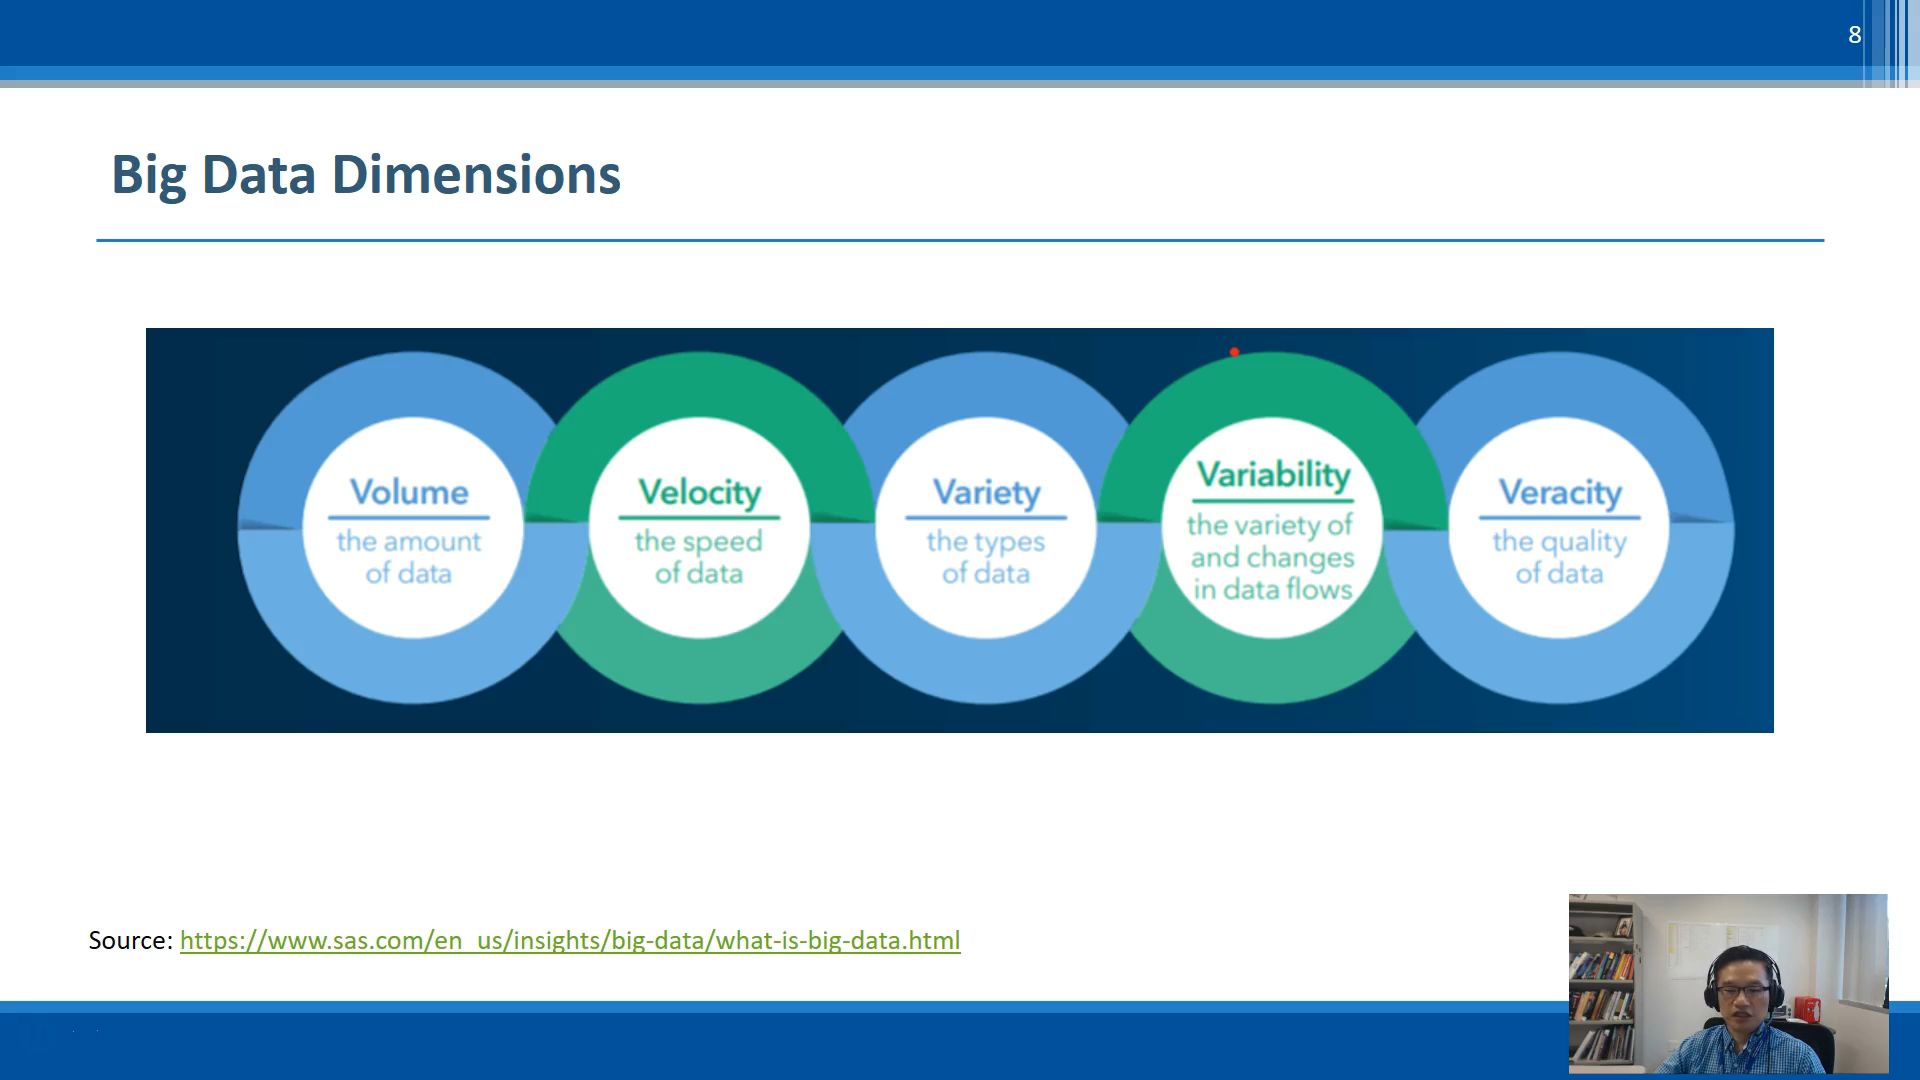 8
Big Data Dimensions
Volume
the amount
of data
Velocity
the speed
of data
Variety
the types
of data
Variability
the variety of
and changes
in data flows
Veracity
the quality
of data
Source: https://www.sas.com/en_us/insights/big-data/what-is-big-data.html